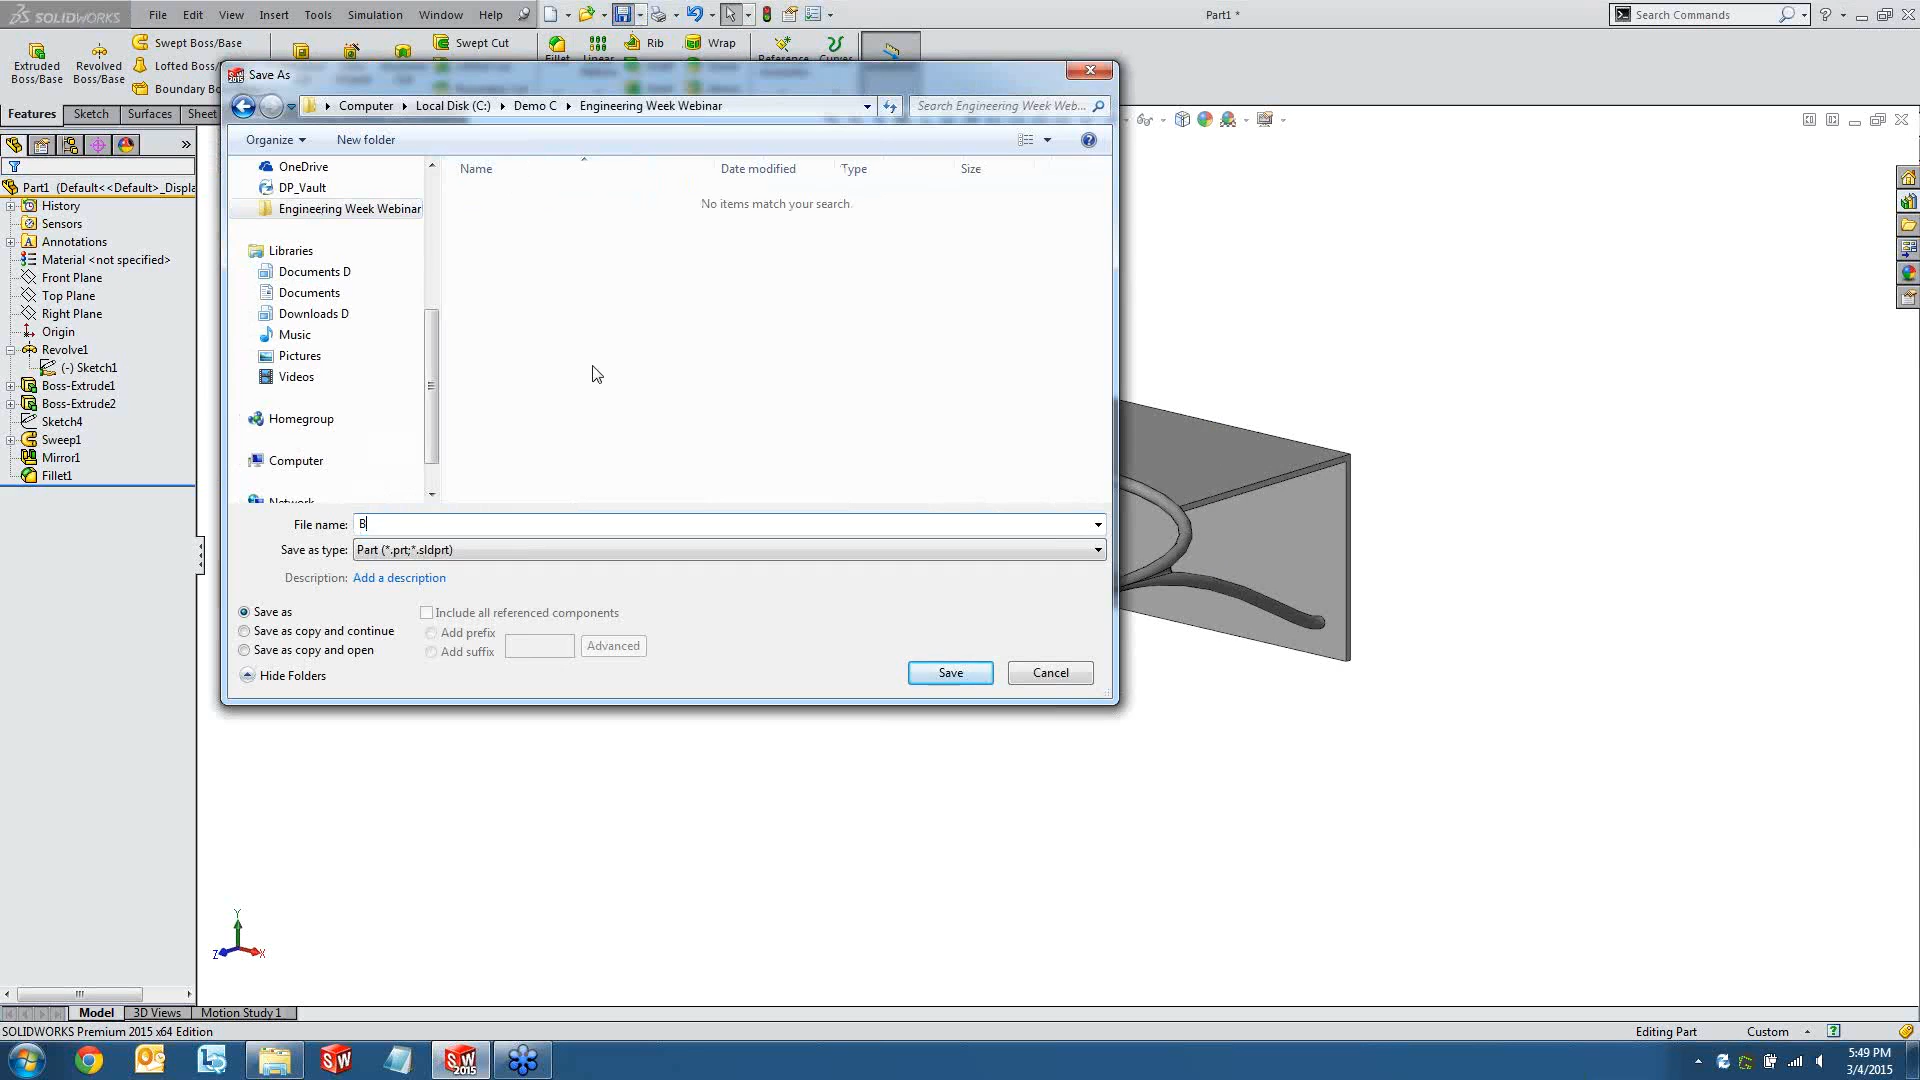 SOLIDWORKS File Edit View Insert Tools Simulation Window Help Part1 * Search Commands
Extruded Boss/Base
Revolved Boss/Base
Swept Boss/Base
Lofted Boss/
Boundary Bo
Swept Cut
Fillet
Linear
Rib
Wrap
Reference
Curves
Features Sketch Surfaces Sheet
Part1 (Default<<Default>_Displa
History
Sensors
Annotations
Material <not specified>
Front Plane
Top Plane
Right Plane
Origin
Revolve1
(-) Sketch1
Boss-Extrude1
Boss-Extrude2
Sketch4
Sweep1
Mirror1
Fillet1
Save As
Computer Local Disk (C:) Demo C Engineering Week Webinar Search Engineering Week Web...
Organize New folder
OneDrive
DP_Vault
Engineering Week Webinar
Libraries
Documents D
Documents
Downloads D
Music
Pictures
Videos
Homegroup
Computer
Network
Name Date modified Type Size
No items match your search.
File name: B
Save as type: Part (*.prt;*.sldprt)
Description: Add a description
Save as
Save as copy and continue
Save as copy and open
Include all referenced components
Add prefix
Add suffix
Advanced
Hide Folders
Save Cancel
Y
Z X
Model 3D Views Motion Study 1
SOLIDWORKS Premium 2015 x64 Edition Editing Part Custom
5:49 PM
3/4/2015